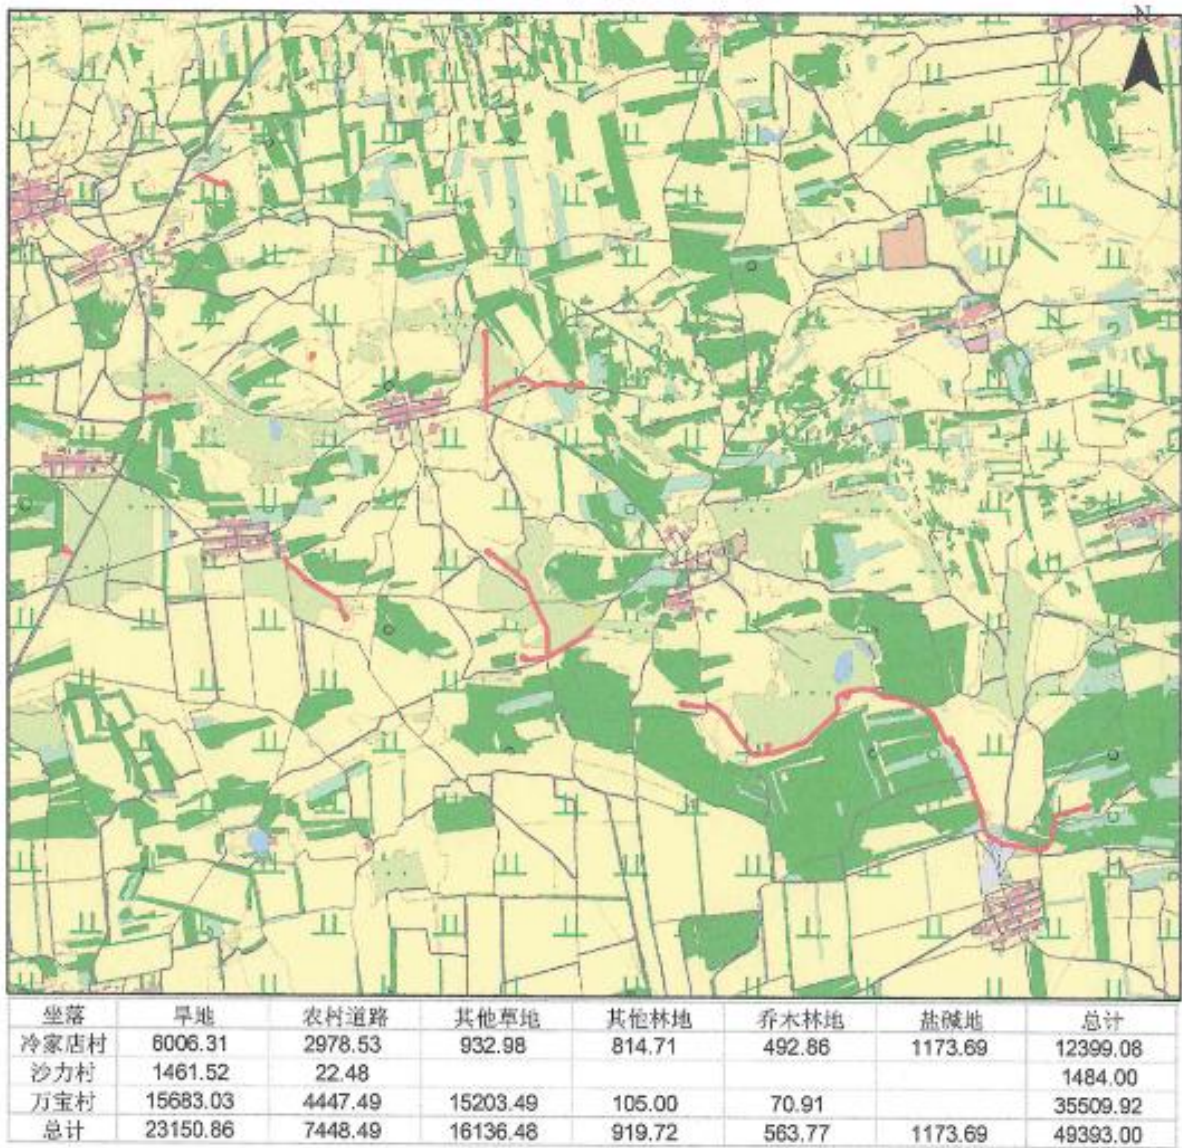 N
坐落 旱地 农村道路 其他草地 其他林地 乔木林地 盐碱地 总计
冷家店村 6006.31 2978.53 932.98 814.71 492.86 1173.69 12399.08
沙力村 1461.52 22.48 1484.00
万宝村 15683.03 4447.49 15203.49 105.00 70.91 35509.92
总计 23150.86 7448.49 16136.48 919.72 563.77 1173.69 49393.00